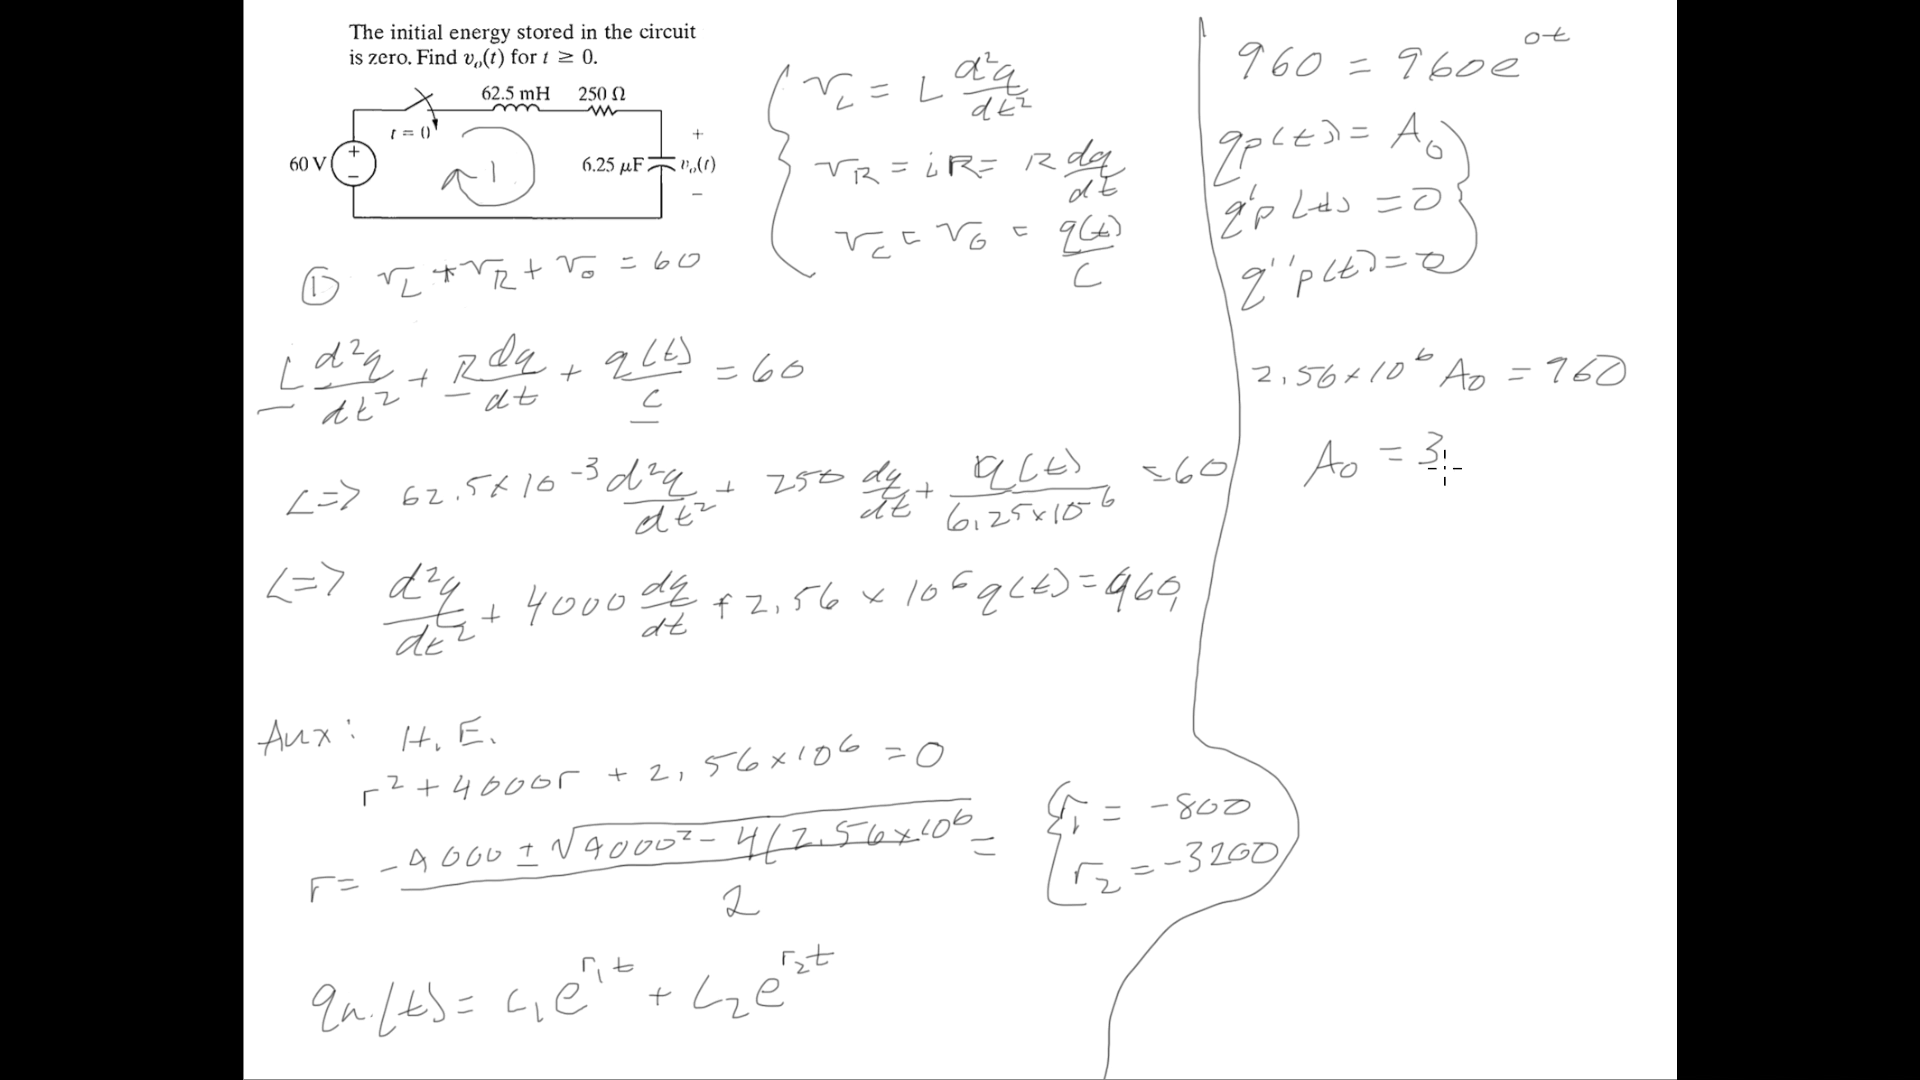 The initial energy stored in the circuit
is zero. Find vₒ(t) for t ≥ 0.
62.5 mH 250 Ω
t = 0
60 V
+
−
6.25 µF
+
vₒ(t)
−
1
① v_L + v_R + v_o = 60
L d²q/dt² + R dq/dt + q(t)/C = 60
<=> 62.5×10⁻³ d²q/dt² + 250 dq/dt + q(t)/6.25×10⁻⁶ = 60
<=> d²q/dt² + 4000 dq/dt + 2.56 × 10⁶ q(t) = 960
Aux: H.E.
r² + 4000r + 2.56×10⁶ = 0
r = -4000 ± √4000² - 4(2.56×10⁶ / 2 =
r₁ = -800
r₂ = -3200
q_h(t) = c₁e^(r₁t) + c₂e^(r₂t)
v_L = L d²q/dt²
v_R = iR = R dq/dt
v_C = v_o = q(t)/C
960 = 960e^(0t)
q_p(t) = A₀
q'p(t) = 0
q''p(t) = 0
2.56×10⁶ A₀ = 960
A₀ = 3